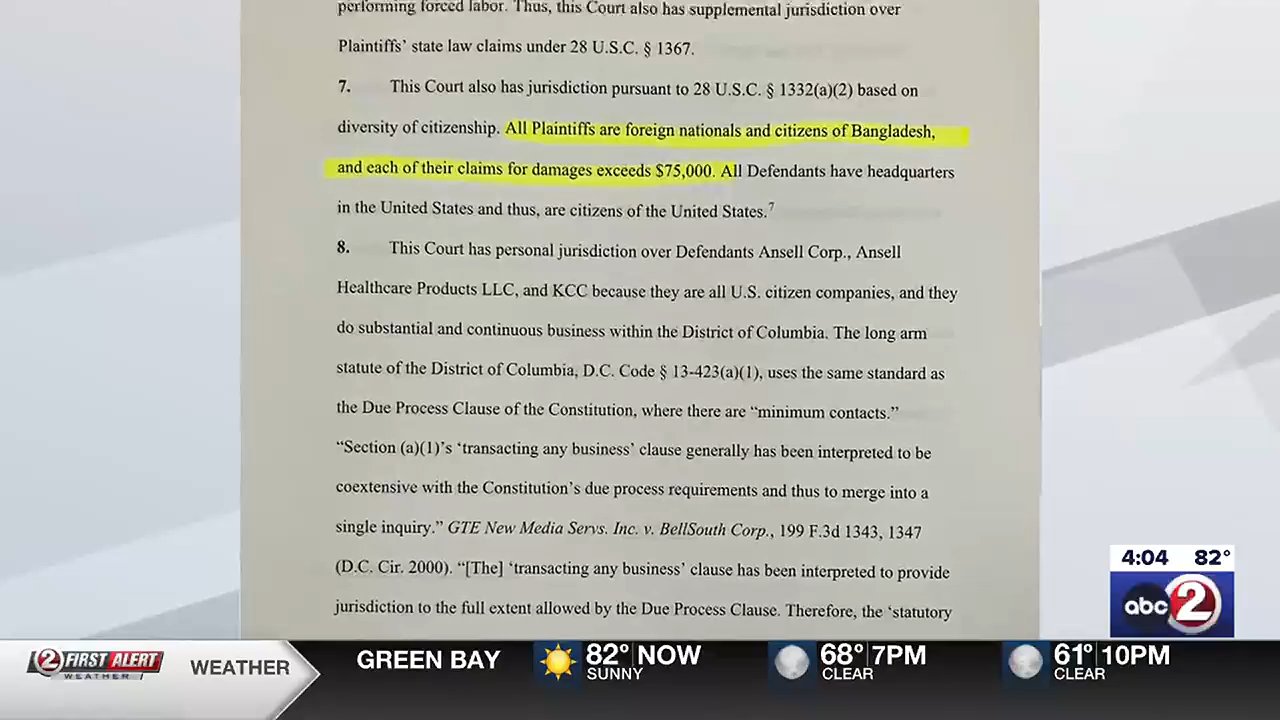 performing forced labor. Thus, this Court also has supplemental jurisdiction over
Plaintiffs’ state law claims under 28 U.S.C. § 1367.
7. This Court also has jurisdiction pursuant to 28 U.S.C. § 1332(a)(2) based on
diversity of citizenship. All Plaintiffs are foreign nationals and citizens of Bangladesh,
and each of their claims for damages exceeds $75,000. All Defendants have headquarters
in the United States and thus, are citizens of the United States.7
8. This Court has personal jurisdiction over Defendants Ansell Corp., Ansell
Healthcare Products LLC, and KCC because they are all U.S. citizen companies, and they
do substantial and continuous business within the District of Columbia. The long arm
statute of the District of Columbia, D.C. Code § 13-423(a)(1), uses the same standard as
the Due Process Clause of the Constitution, where there are “minimum contacts.”
“Section (a)(1)’s ‘transacting any business’ clause generally has been interpreted to be
coextensive with the Constitution’s due process requirements and thus to merge into a
single inquiry.” GTE New Media Servs. Inc. v. BellSouth Corp., 199 F.3d 1343, 1347
(D.C. Cir. 2000). “[The] ‘transacting any business’ clause has been interpreted to provide
jurisdiction to the full extent allowed by the Due Process Clause. Therefore, the ‘statutory
4:04 82°
abc 2
2 FIRST ALERT
WEATHER
WEATHER
GREEN BAY
82° NOW
SUNNY
68° 7PM
CLEAR
61° 10PM
CLEAR